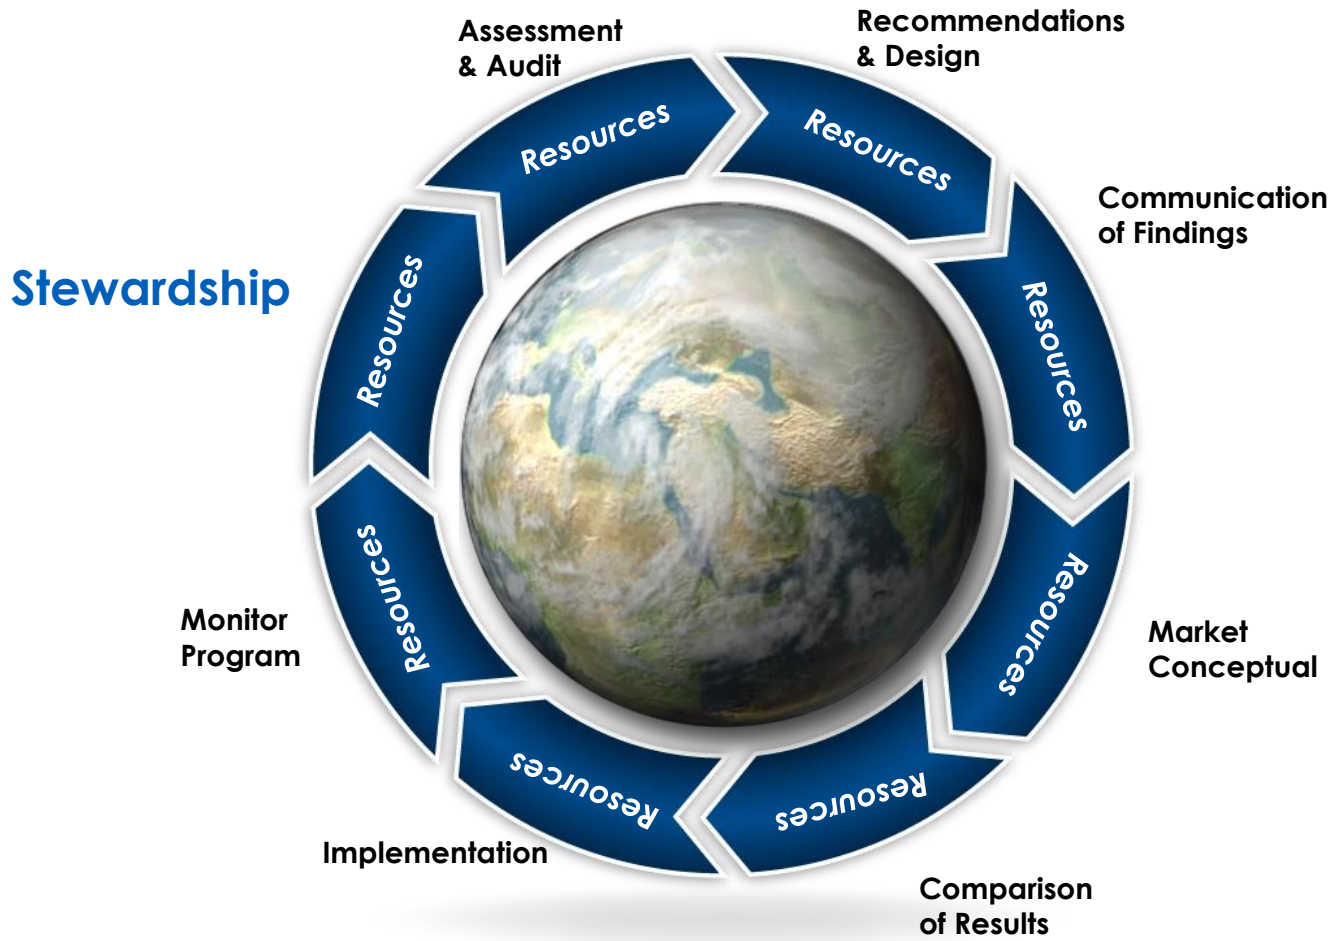 Assessment
& Audit
Recommendations
& Design
Communication
of Findings
Market
Conceptual
Comparison
of Results
Implementation
Monitor
Program
Stewardship
Resources
Resources
Resources
Resources
Resources
Resources
Resources
Resources